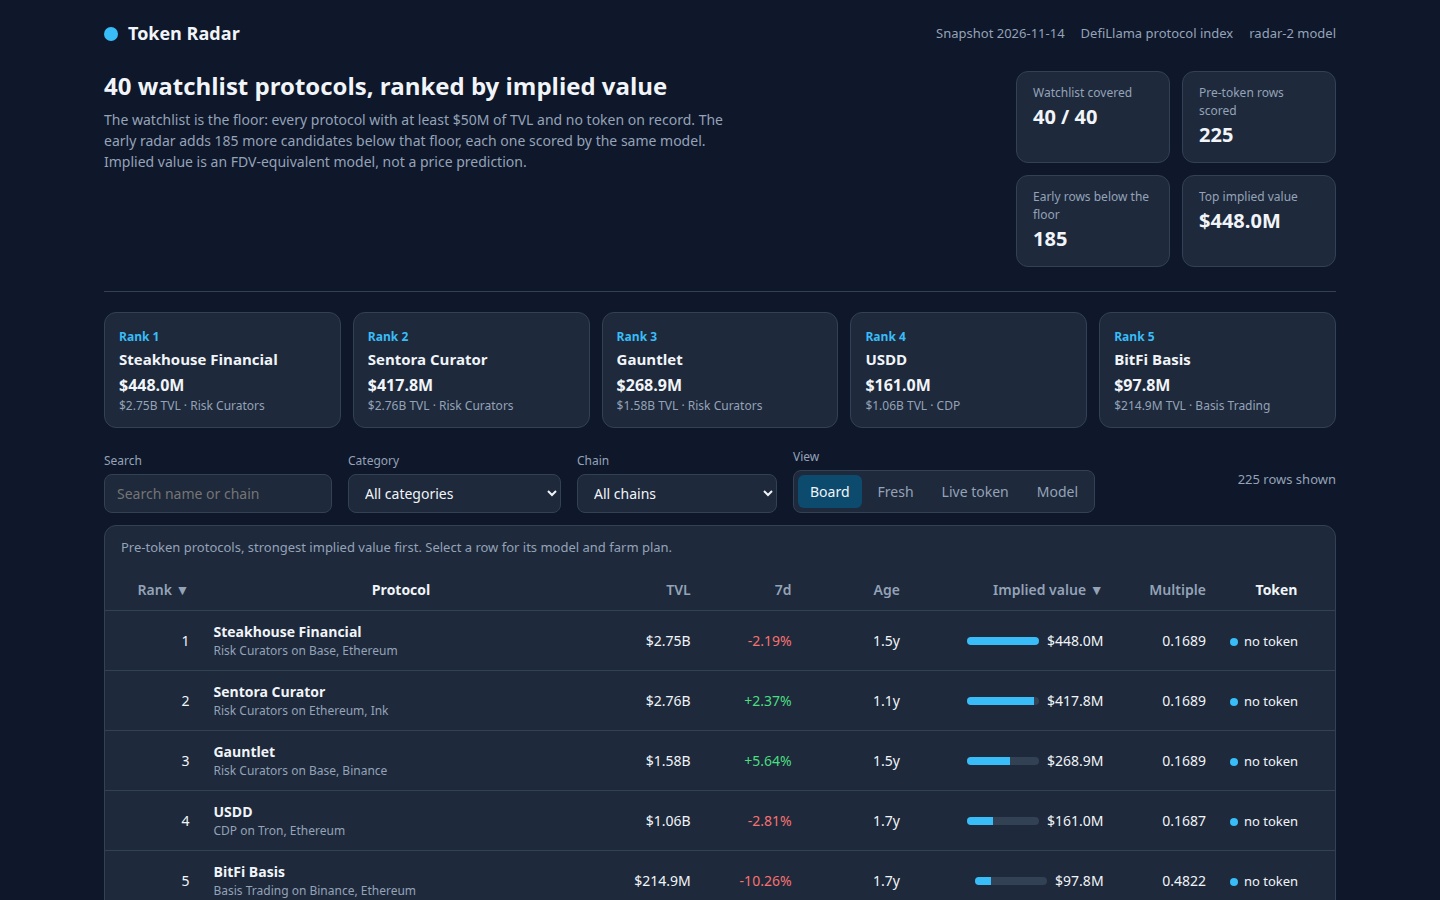 Token Radar
Snapshot 2026-11-14 DefiLlama protocol index radar-2 model
40 watchlist protocols, ranked by implied value
The watchlist is the floor: every protocol with at least $50M of TVL and no token on record. The
early radar adds 185 more candidates below that floor, each one scored by the same model.
Implied value is an FDV-equivalent model, not a price prediction.
Watchlist covered
40 / 40
Pre-token rows
scored
225
Early rows below the
floor
185
Top implied value
$448.0M
Rank 1
Steakhouse Financial
$448.0M
$2.75B TVL · Risk Curators
Rank 2
Sentora Curator
$417.8M
$2.76B TVL · Risk Curators
Rank 3
Gauntlet
$268.9M
$1.58B TVL · Risk Curators
Rank 4
USDD
$161.0M
$1.06B TVL · CDP
Rank 5
BitFi Basis
$97.8M
$214.9M TVL · Basis Trading
Search
Search name or chain
Category
All categories
Chain
All chains
View
Board Fresh Live token Model
225 rows shown
Pre-token protocols, strongest implied value first. Select a row for its model and farm plan.
Rank ▼ Protocol TVL 7d Age Implied value ▼ Multiple Token
1 Steakhouse Financial $2.75B -2.19% 1.5y $448.0M 0.1689 no token
Risk Curators on Base, Ethereum
2 Sentora Curator $2.76B +2.37% 1.1y $417.8M 0.1689 no token
Risk Curators on Ethereum, Ink
3 Gauntlet $1.58B +5.64% 1.5y $268.9M 0.1689 no token
Risk Curators on Base, Binance
4 USDD $1.06B -2.81% 1.7y $161.0M 0.1687 no token
CDP on Tron, Ethereum
5 BitFi Basis $214.9M -10.26% 1.7y $97.8M 0.4822 no token
Basis Trading on Binance, Ethereum